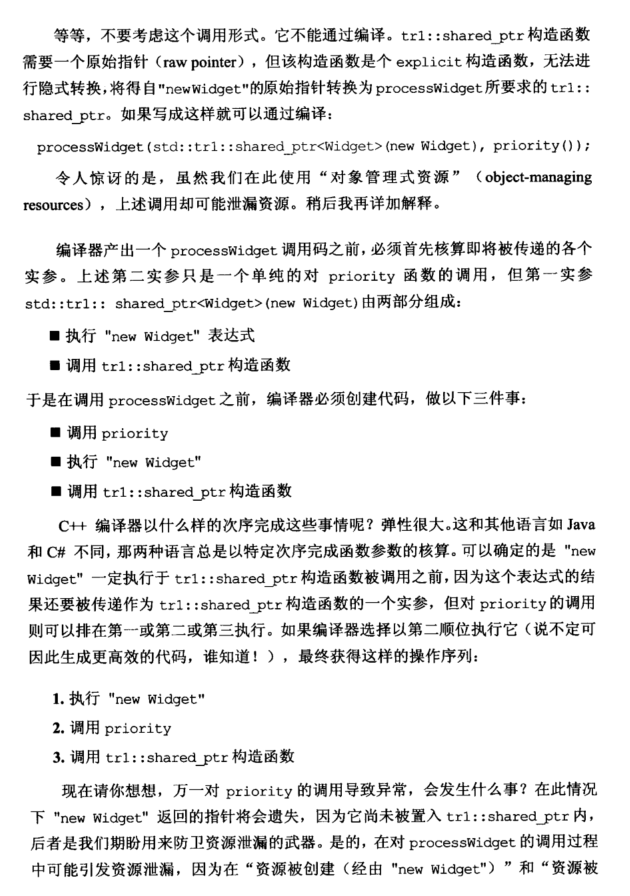 等等，不要考虑这个调用形式。它不能通过编译。tr1::shared_ptr 构造函数
需要一个原始指针（raw pointer），但该构造函数是个 explicit 构造函数，无法进
行隐式转换，将得自"new Widget"的原始指针转换为 processWidget 所要求的 tr1::
shared_ptr。如果写成这样就可以通过编译：
processWidget(std::tr1::shared_ptr<Widget>(new Widget), priority());
令人惊讶的是，虽然我们在此使用“对象管理式资源”（object-managing
resources），上述调用却可能泄漏资源。稍后我再详加解释。
编译器产出一个 processWidget 调用码之前，必须首先核算即将被传递的各个
实参。上述第二实参只是一个单纯的对 priority 函数的调用，但第一实参
std::tr1:: shared_ptr<Widget>(new Widget)由两部分组成：
■ 执行 "new Widget" 表达式
■ 调用 tr1::shared_ptr 构造函数
于是在调用 processWidget 之前，编译器必须创建代码，做以下三件事：
■ 调用 priority
■ 执行 "new Widget"
■ 调用 tr1::shared_ptr 构造函数
C++ 编译器以什么样的次序完成这些事情呢？弹性很大。这和其他语言如 Java
和 C# 不同，那两种语言总是以特定次序完成函数参数的核算。可以确定的是 "new
Widget" 一定执行于 tr1::shared_ptr 构造函数被调用之前，因为这个表达式的结
果还要被传递作为 tr1::shared_ptr 构造函数的一个实参，但对 priority 的调用
则可以排在第一或第二或第三执行。如果编译器选择以第二顺位执行它（说不定可
因此生成更高效的代码，谁知道！），最终获得这样的操作序列：
1. 执行 "new Widget"
2. 调用 priority
3. 调用 tr1::shared_ptr 构造函数
现在请你想想，万一对 priority 的调用导致异常，会发生什么事？在此情况
下 "new Widget" 返回的指针将会遗失，因为它尚未被置入 tr1::shared_ptr 内，
后者是我们期盼用来防卫资源泄漏的武器。是的，在对 processWidget 的调用过程
中可能引发资源泄漏，因为在“资源被创建（经由 "new Widget"）”和“资源被